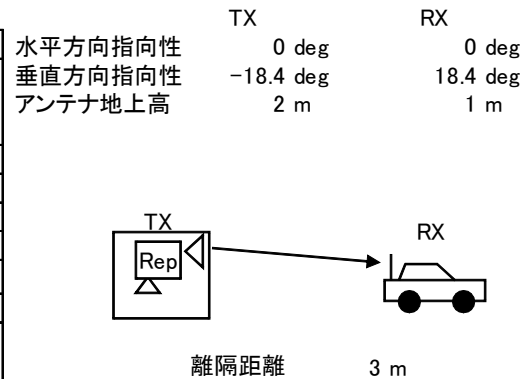 TX RX
水平方向指向性 0 deg 0 deg
垂直方向指向性 -18.4 deg 18.4 deg
アンテナ地上高 2 m 1 m
TX
RX
Rep
離隔距離 3 m